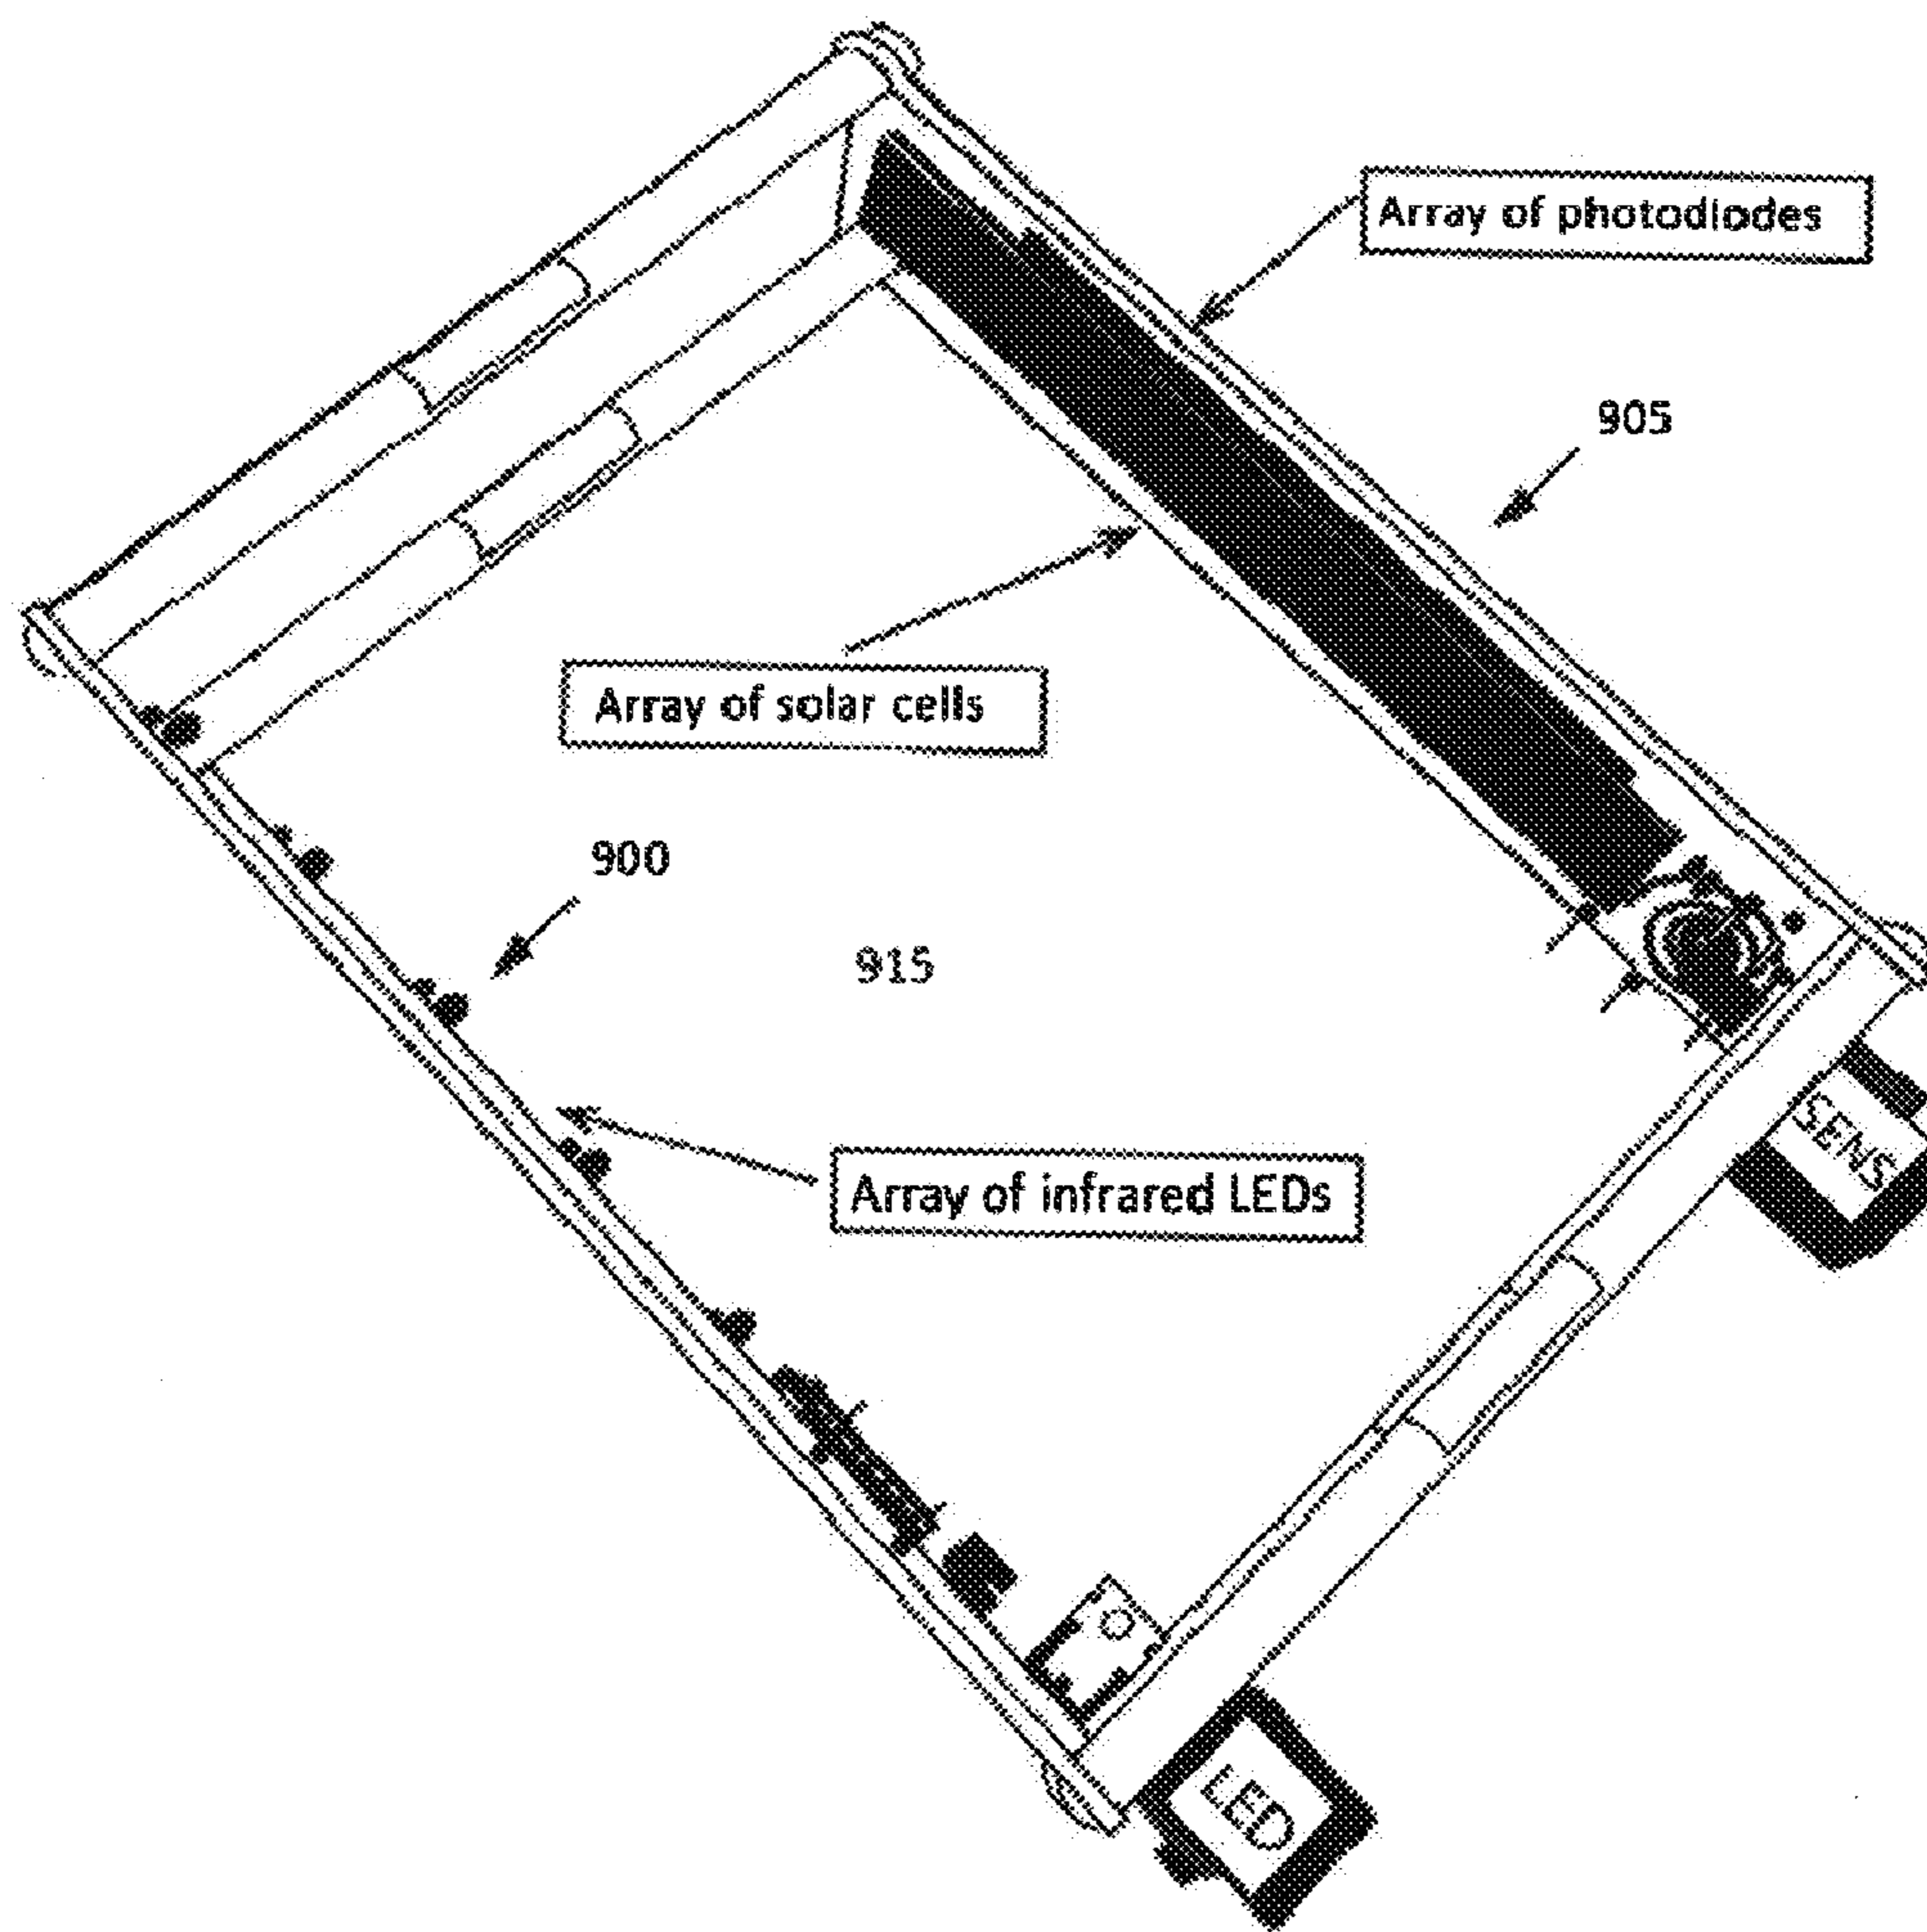 Array of photodiodes
905
Array of solar cells
900
915
SENS
Array of infrared LEDs
LED